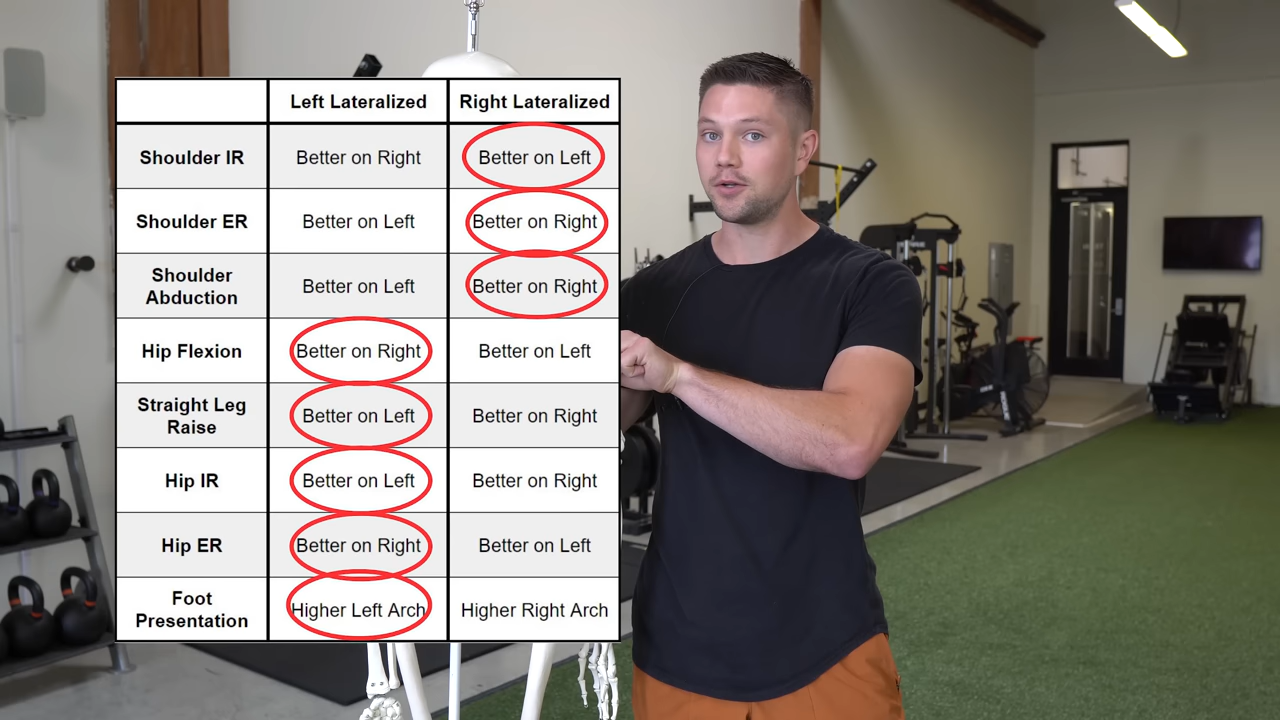 Left Lateralized
Right Lateralized
Shoulder IR
Better on Right
Better on Left
Shoulder ER
Better on Left
Better on Right
Shoulder
Abduction
Better on Left
Better on Right
Hip Flexion
Better on Right
Better on Left
Straight Leg
Raise
Better on Left
Better on Right
Hip IR
Better on Left
Better on Right
Hip ER
Better on Right
Better on Left
Foot
Presentation
Higher Left Arch
Higher Right Arch